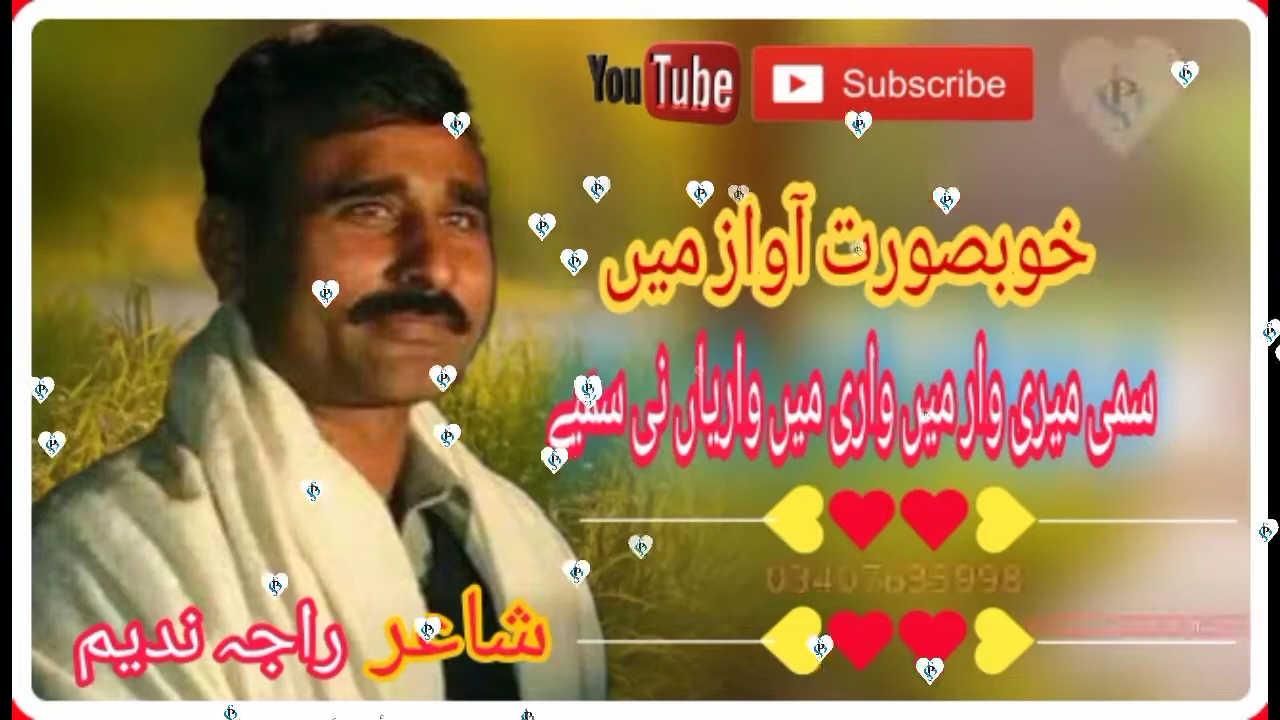 YouTube Subscribe
خوبصورت آواز میں
سمی میری وار میں واری میں واریاں نی سمیے
03407635998
شاعر راجہ ندیم